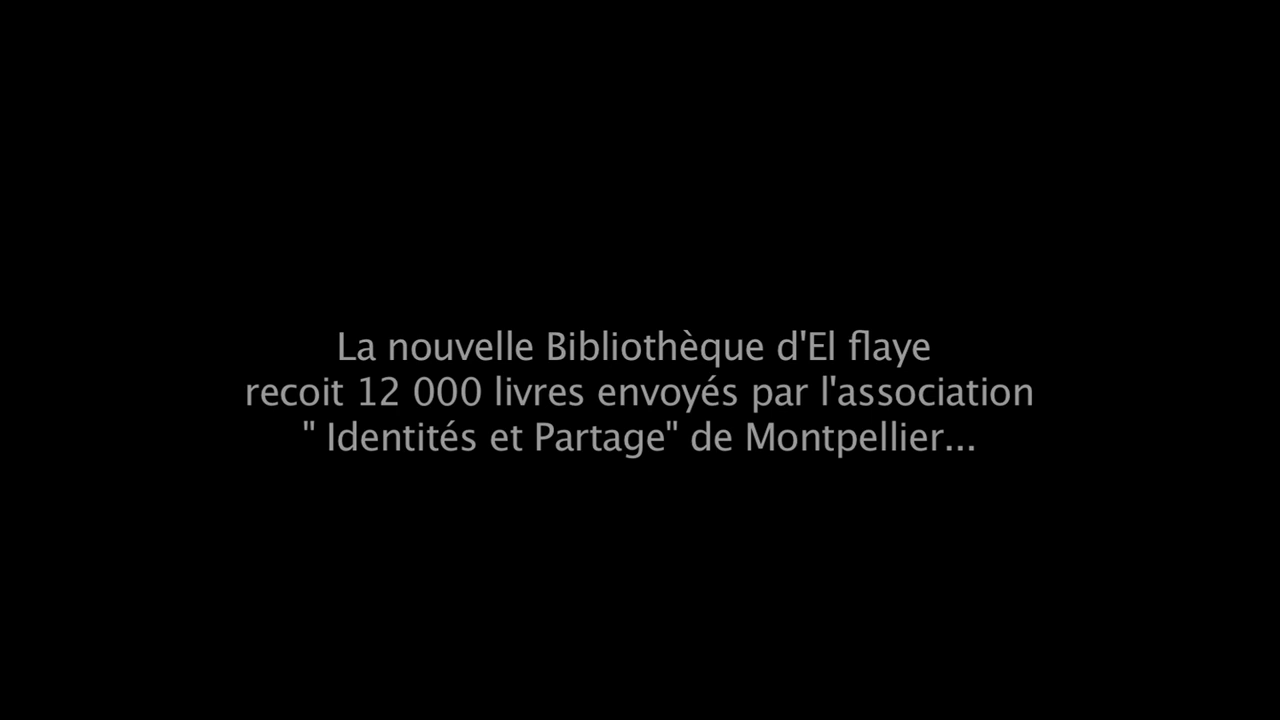 La nouvelle Bibliothèque d'El flaye
recoit 12 000 livres envoyés par l'association
" Identités et Partage" de Montpellier...